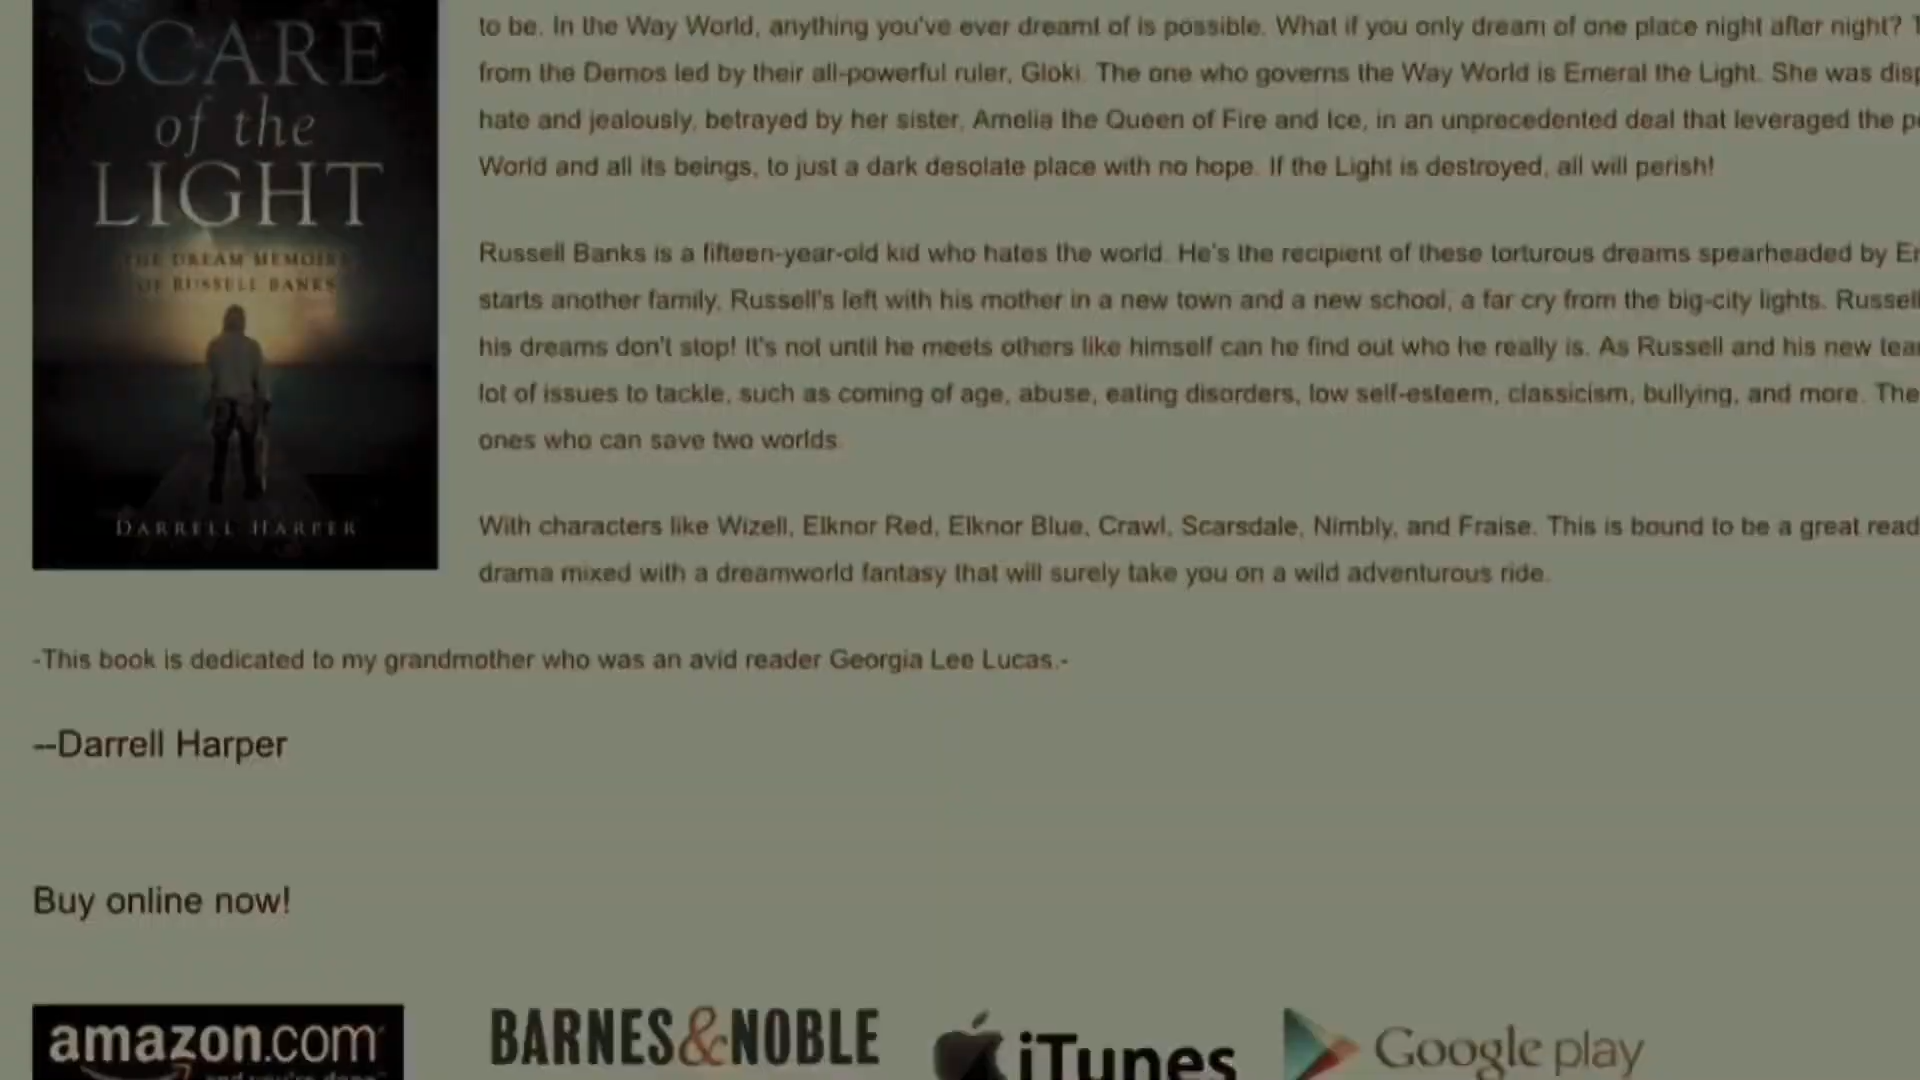 SCARE
of the
LIGHT
THE DREAM MEMOIRS
OF RUSSELL BANKS
DARRELL HARPER
to be. In the Way World, anything you've ever dreamt of is possible. What if you only dream of one place night after night?
from the Demos led by their all-powerful ruler, Gloki. The one who governs the Way World is Emeral the Light. She was
hate and jealously, betrayed by her sister, Amelia the Queen of Fire and Ice, in an unprecedented deal that leveraged the
World and all its beings, to just a dark desolate place with no hope. If the Light is destroyed, all will perish!
Russell Banks is a fifteen-year-old kid who hates the world. He's the recipient of these torturous dreams spearheaded by
starts another family, Russell's left with his mother in a new town and a new school, a far cry from the big-city lights. Russell
his dreams don't stop! It's not until he meets others like himself can he find out who he really is. As Russell and his new
lot of issues to tackle, such as coming of age, abuse, eating disorders, low self-esteem, classicism, bullying, and more. The
ones who can save two worlds.
With characters like Wizell, Elknor Red, Elknor Blue, Crawl, Scarsdale, Nimbly, and Fraise. This is bound to be a great read
drama mixed with a dreamworld fantasy that will surely take you on a wild adventurous ride.
-This book is dedicated to my grandmother who was an avid reader Georgia Lee Lucas.-
--Darrell Harper
Buy online now!
amazon.com
BARNES&NOBLE
iTunes
Google play